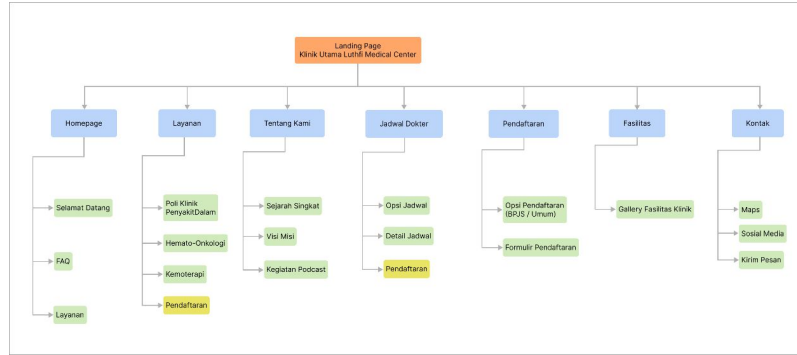 Landing Page
Klinik Utama Luthfi Medical Center
Homepage
Layanan
Tentang Kami
Jadwal Dokter
Pendaftaran
Fasilitas
Kontak
Selamat Datang
FAQ
Layanan
Poli Klinik
PenyakitDalam
Hemato-Onkologi
Kemoterapi
Pendaftaran
Sejarah Singkat
Visi Misi
Kegiatan Podcast
Opsi Jadwal
Detail Jadwal
Pendaftaran
Opsi Pendaftaran
(BPJS / Umum)
Formulir Pendaftaran
Gallery Fasilitas Klinik
Maps
Sosial Media
Kirim Pesan